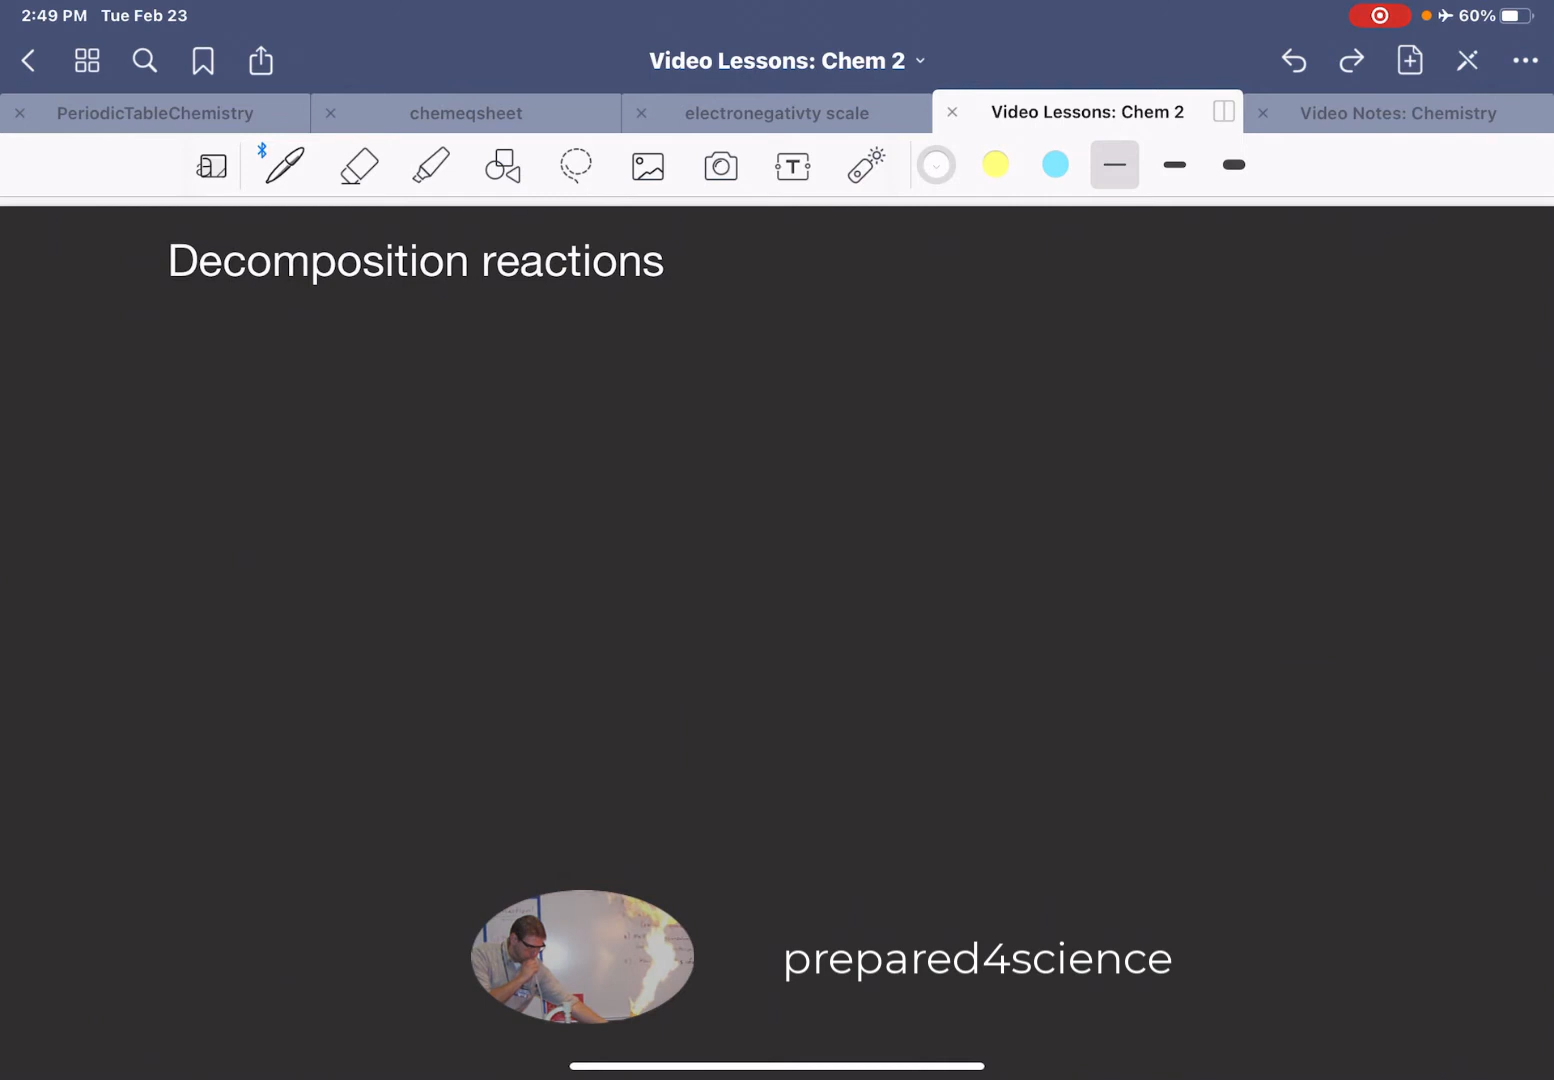 2:49 PM Tue Feb 23
60%
Video Lessons: Chem 2
PeriodicTableChemistry
chemeqsheet
electronegativty scale
Video Lessons: Chem 2
Video Notes: Chemistry
Decomposition reactions
prepared4science